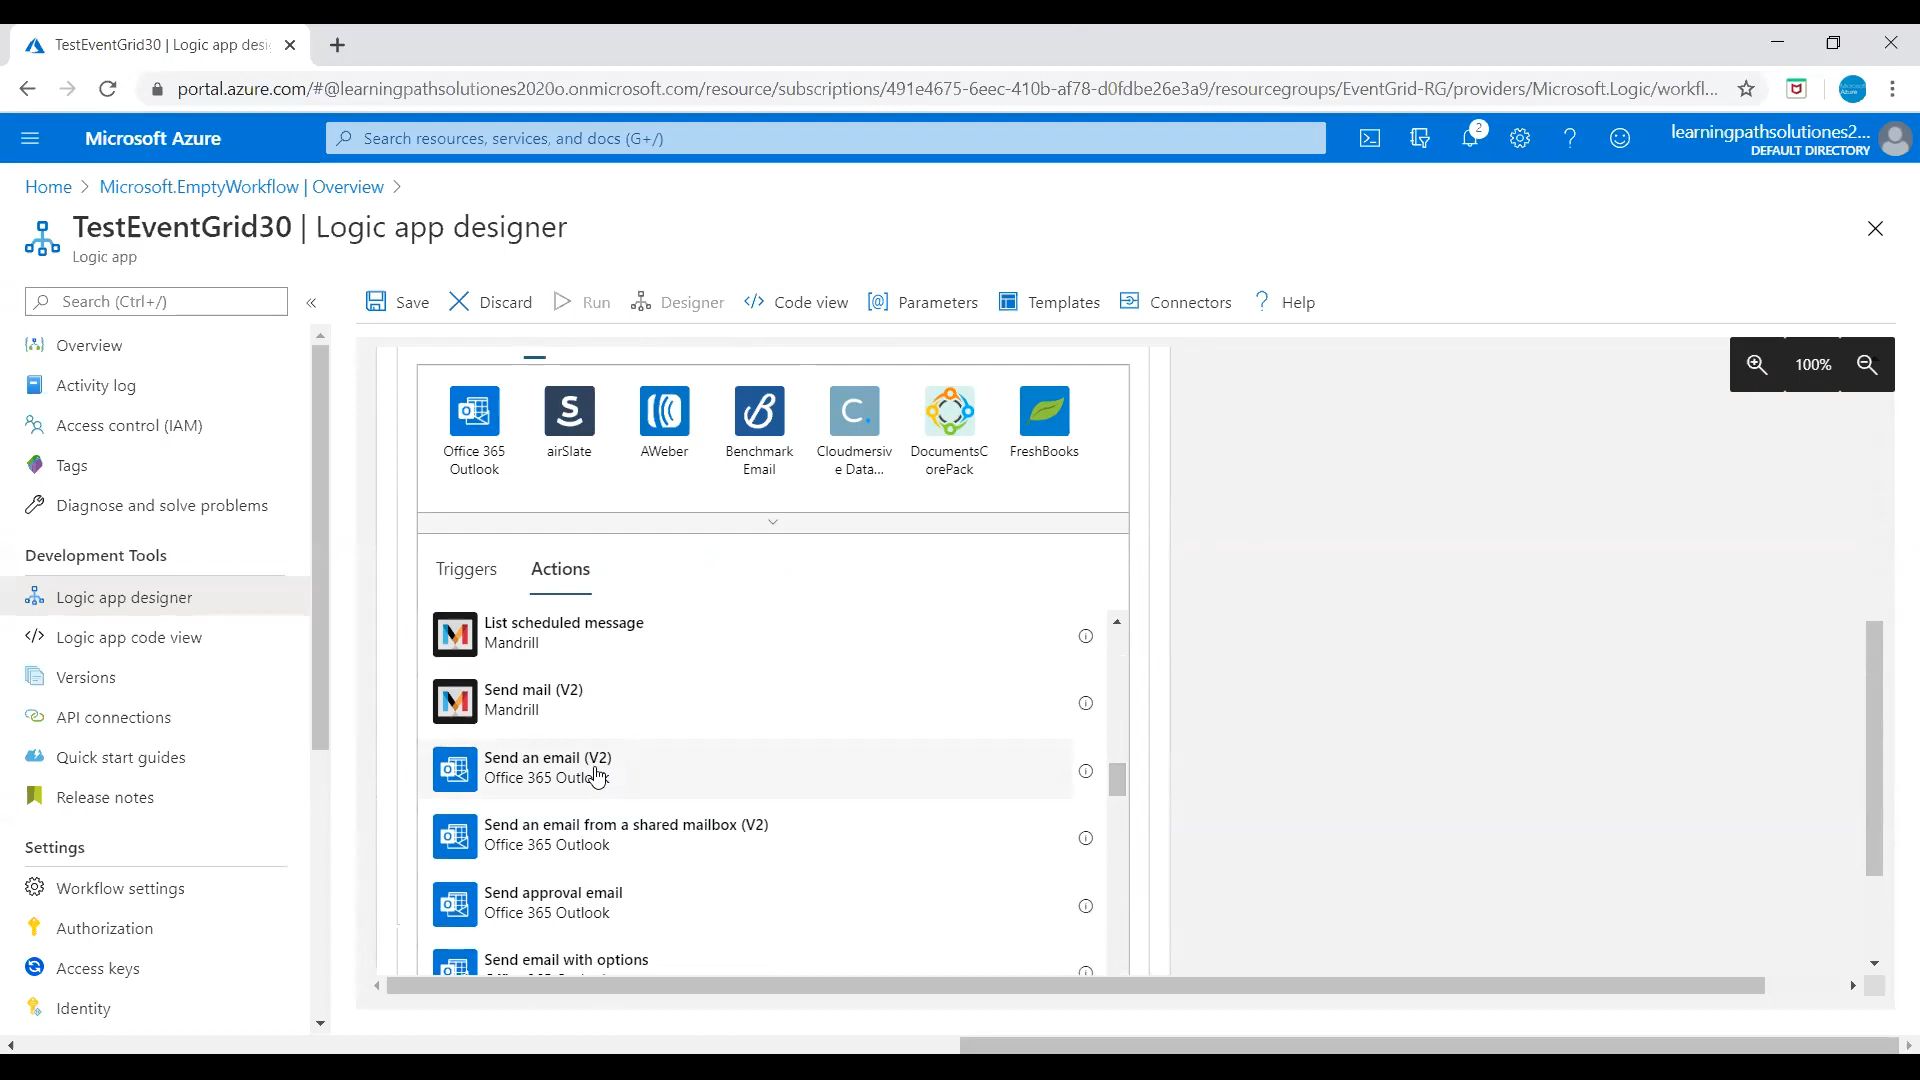 TestEventGrid30 | Logic app desi
portal.azure.com/#@learningpathsolutiones2020o.onmicrosoft.com/resource/subscriptions/491e4675-6eec-410b-af78-d0fdbe26e3a9/resourcegroups/EventGrid-RG/providers/Microsoft.Logic/workfl...
Microsoft Azure
Search resources, services, and docs (G+/)
2
learningpathsolutiones2...
DEFAULT DIRECTORY
Home > Microsoft.EmptyWorkflow | Overview >
TestEventGrid30 | Logic app designer
Logic app
Search (Ctrl+/)
«
Save
Discard
Run
Designer
Code view
Parameters
Templates
Connectors
Help
100%
Overview
Activity log
Access control (IAM)
Tags
Diagnose and solve problems
Development Tools
Logic app designer
Logic app code view
Versions
API connections
Quick start guides
Release notes
Settings
Workflow settings
Authorization
Access keys
Identity
Office 365
Outlook
airSlate
AWeber
Benchmark
Email
Cloudmersiv
e Data...
DocumentsC
orePack
FreshBooks
Triggers
Actions
List scheduled message
Mandrill
Send mail (V2)
Mandrill
Send an email (V2)
Office 365 Outlook
Send an email from a shared mailbox (V2)
Office 365 Outlook
Send approval email
Office 365 Outlook
Send email with options